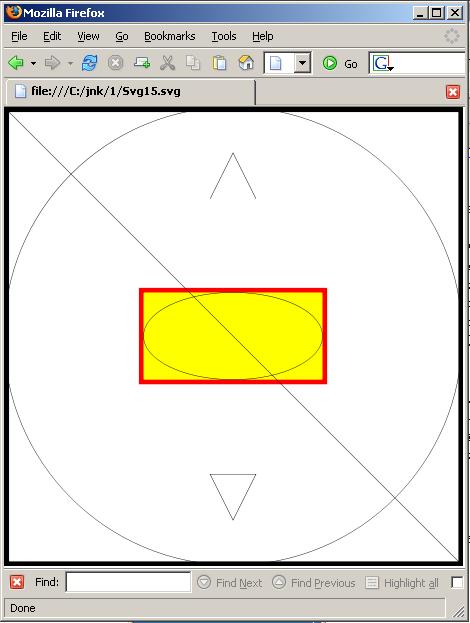 Mozilla Firefox
File Edit View Go Bookmarks Tools Help
Go G
file:///C:/jnk/1/Svg15.svg
Find: Find Next Find Previous Highlight all
Done